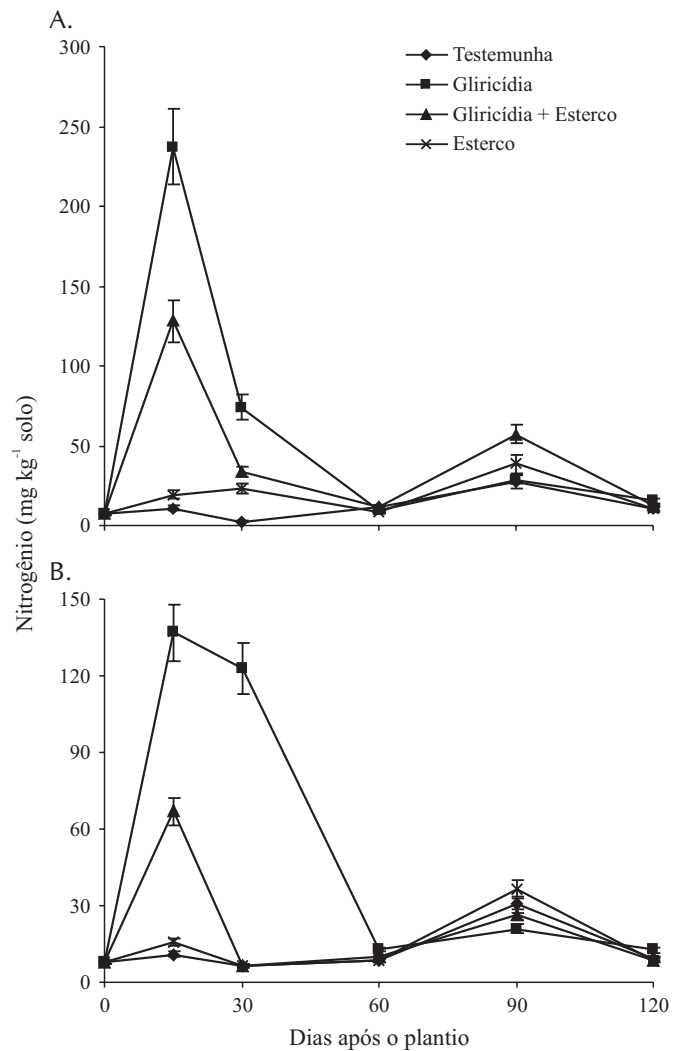 A.
300
250
200
150
100
50
0
Testemunha
Gliricídia
Gliricídia + Esterco
Esterco
Nitrogênio (mg kg⁻¹ solo)
B.
150
120
90
60
30
0
0 30 60 90 120
Dias após o plantio